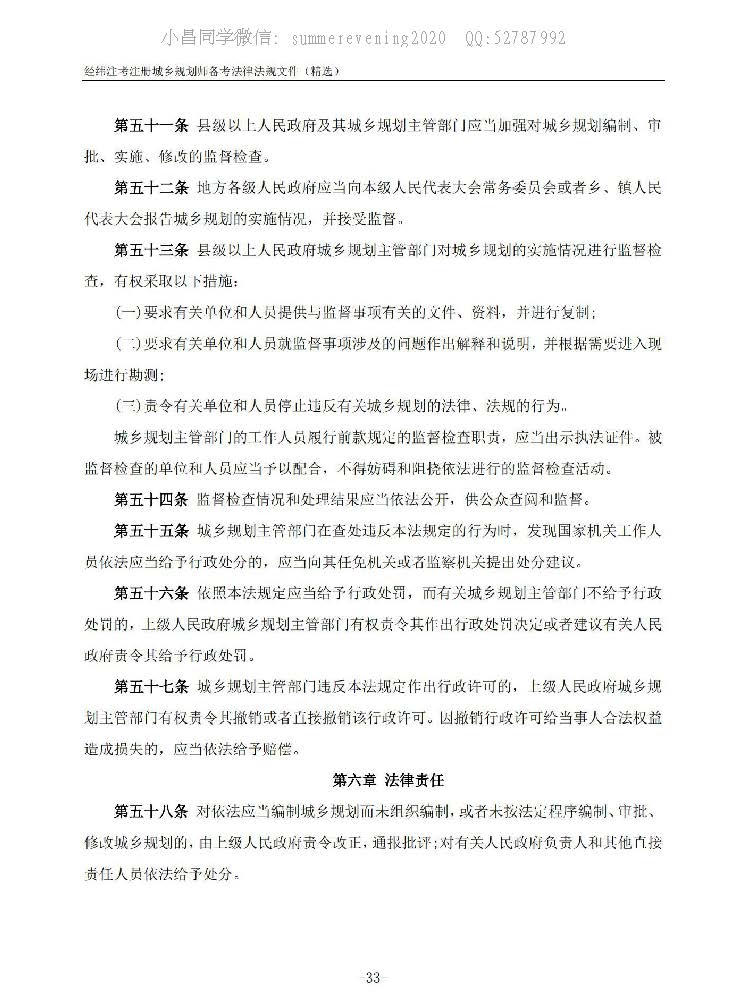 小昌同学微信: summerevening2020 QQ:52787992
经纬注考注册城乡规划师备考法律法规文件（精选）
第五十一条 县级以上人民政府及其城乡规划主管部门应当加强对城乡规划编制、审
批、实施、修改的监督检查。
第五十二条 地方各级人民政府应当向本级人民代表大会常务委员会或者乡、镇人民
代表大会报告城乡规划的实施情况，并接受监督。
第五十三条 县级以上人民政府城乡规划主管部门对城乡规划的实施情况进行监督检
查，有权采取以下措施：
(一)要求有关单位和人员提供与监督事项有关的文件、资料，并进行复制;
(二)要求有关单位和人员就监督事项涉及的问题作出解释和说明,并根据需要进入现
场进行勘测;
(三)责令有关单位和人员停止违反有关城乡规划的法律、法规的行为。
城乡规划主管部门的工作人员履行前款规定的监督检查职责，应当出示执法证件。被
监督检查的单位和人员应当予以配合，不得妨碍和阻挠依法进行的监督检查活动。
第五十四条 监督检查情况和处理结果应当依法公开，供公众查阅和监督。
第五十五条 城乡规划主管部门在查处违反本法规定的行为时，发现国家机关工作人
员依法应当给予行政处分的，应当向其任免机关或者监察机关提出处分建议。
第五十六条 依照本法规定应当给予行政处罚，而有关城乡规划主管部门不给予行政
处罚的，上级人民政府城乡规划主管部门有权责令其作出行政处罚决定或者建议有关人民
政府责令其给予行政处罚。
第五十七条 城乡规划主管部门违反本法规定作出行政许可的，上级人民政府城乡规
划主管部门有权责令其撤销或者直接撤销该行政许可。因撤销行政许可给当事人合法权益
造成损失的，应当依法给予赔偿。
第六章 法律责任
第五十八条 对依法应当编制城乡规划而未组织编制,或者未按法定程序编制、审批、
修改城乡规划的,由上级人民政府责令改正,通报批评;对有关人民政府负责人和其他直接
责任人员依法给予处分。
-33-